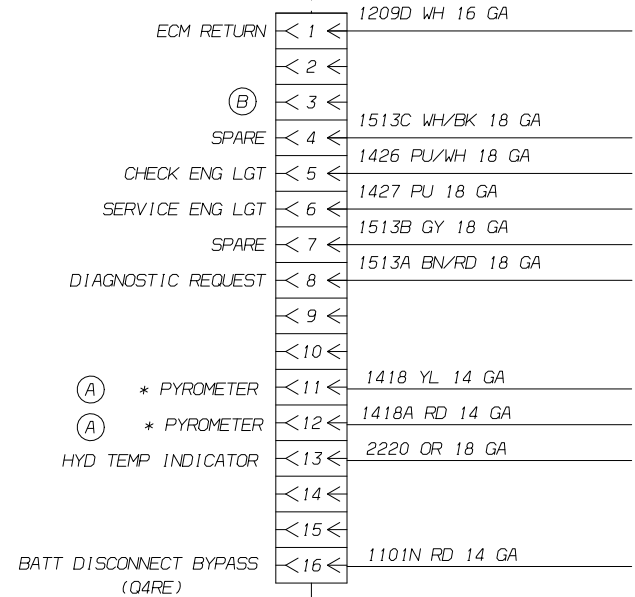 1209D WH 16 GA
ECM RETURN 1
2
B 3
1513C WH/BK 18 GA
SPARE 4
1426 PU/WH 18 GA
CHECK ENG LGT 5
1427 PU 18 GA
SERVICE ENG LGT 6
1513B GY 18 GA
SPARE 7
1513A BN/RD 18 GA
DIAGNOSTIC REQUEST 8
9
10
1418 YL 14 GA
A * PYROMETER 11
1418A RD 14 GA
A * PYROMETER 12
2220 OR 18 GA
HYD TEMP INDICATOR 13
14
15
1101N RD 14 GA
BATT DISCONNECT BYPASS 16
(Q4RE)